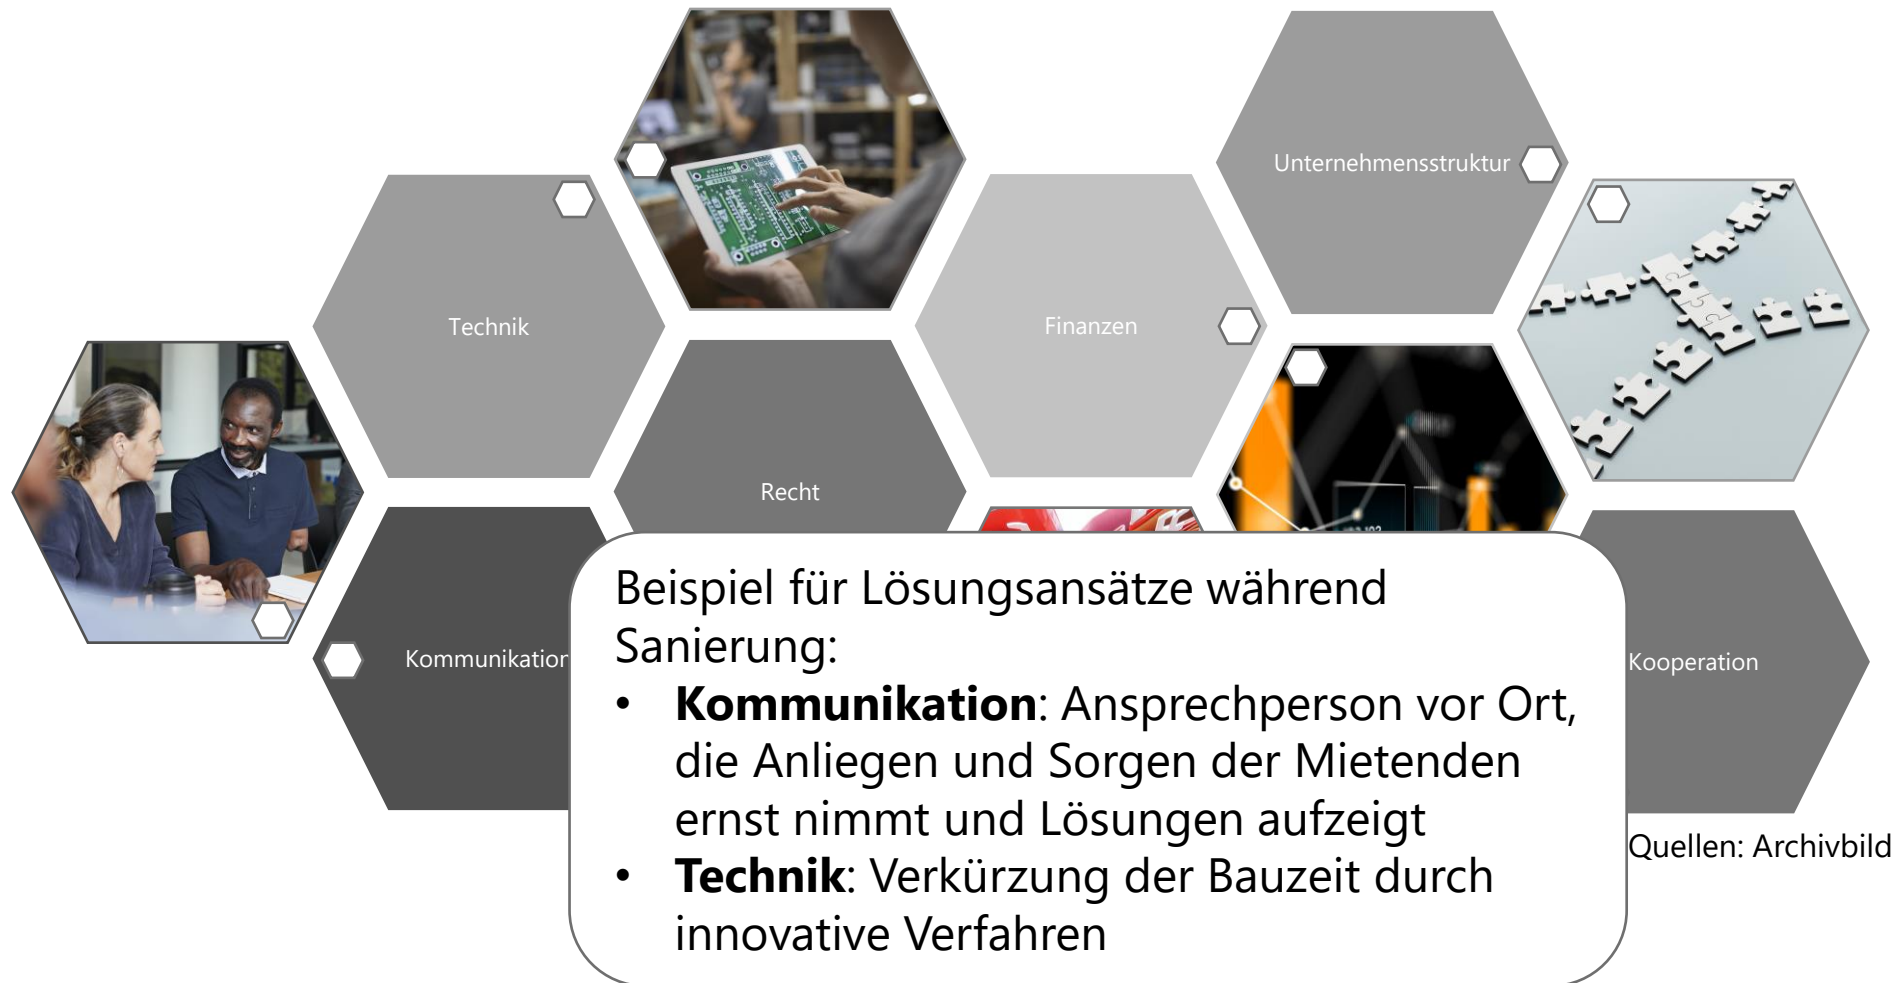 Unternehmensstruktur
Technik
Finanzen
Recht
Kommunikation
Kooperation
Beispiel für Lösungsansätze während
Sanierung:
• Kommunikation: Ansprechperson vor Ort,
die Anliegen und Sorgen der Mietenden
ernst nimmt und Lösungen aufzeigt
• Technik: Verkürzung der Bauzeit durch
innovative Verfahren
Quellen: Archivbild